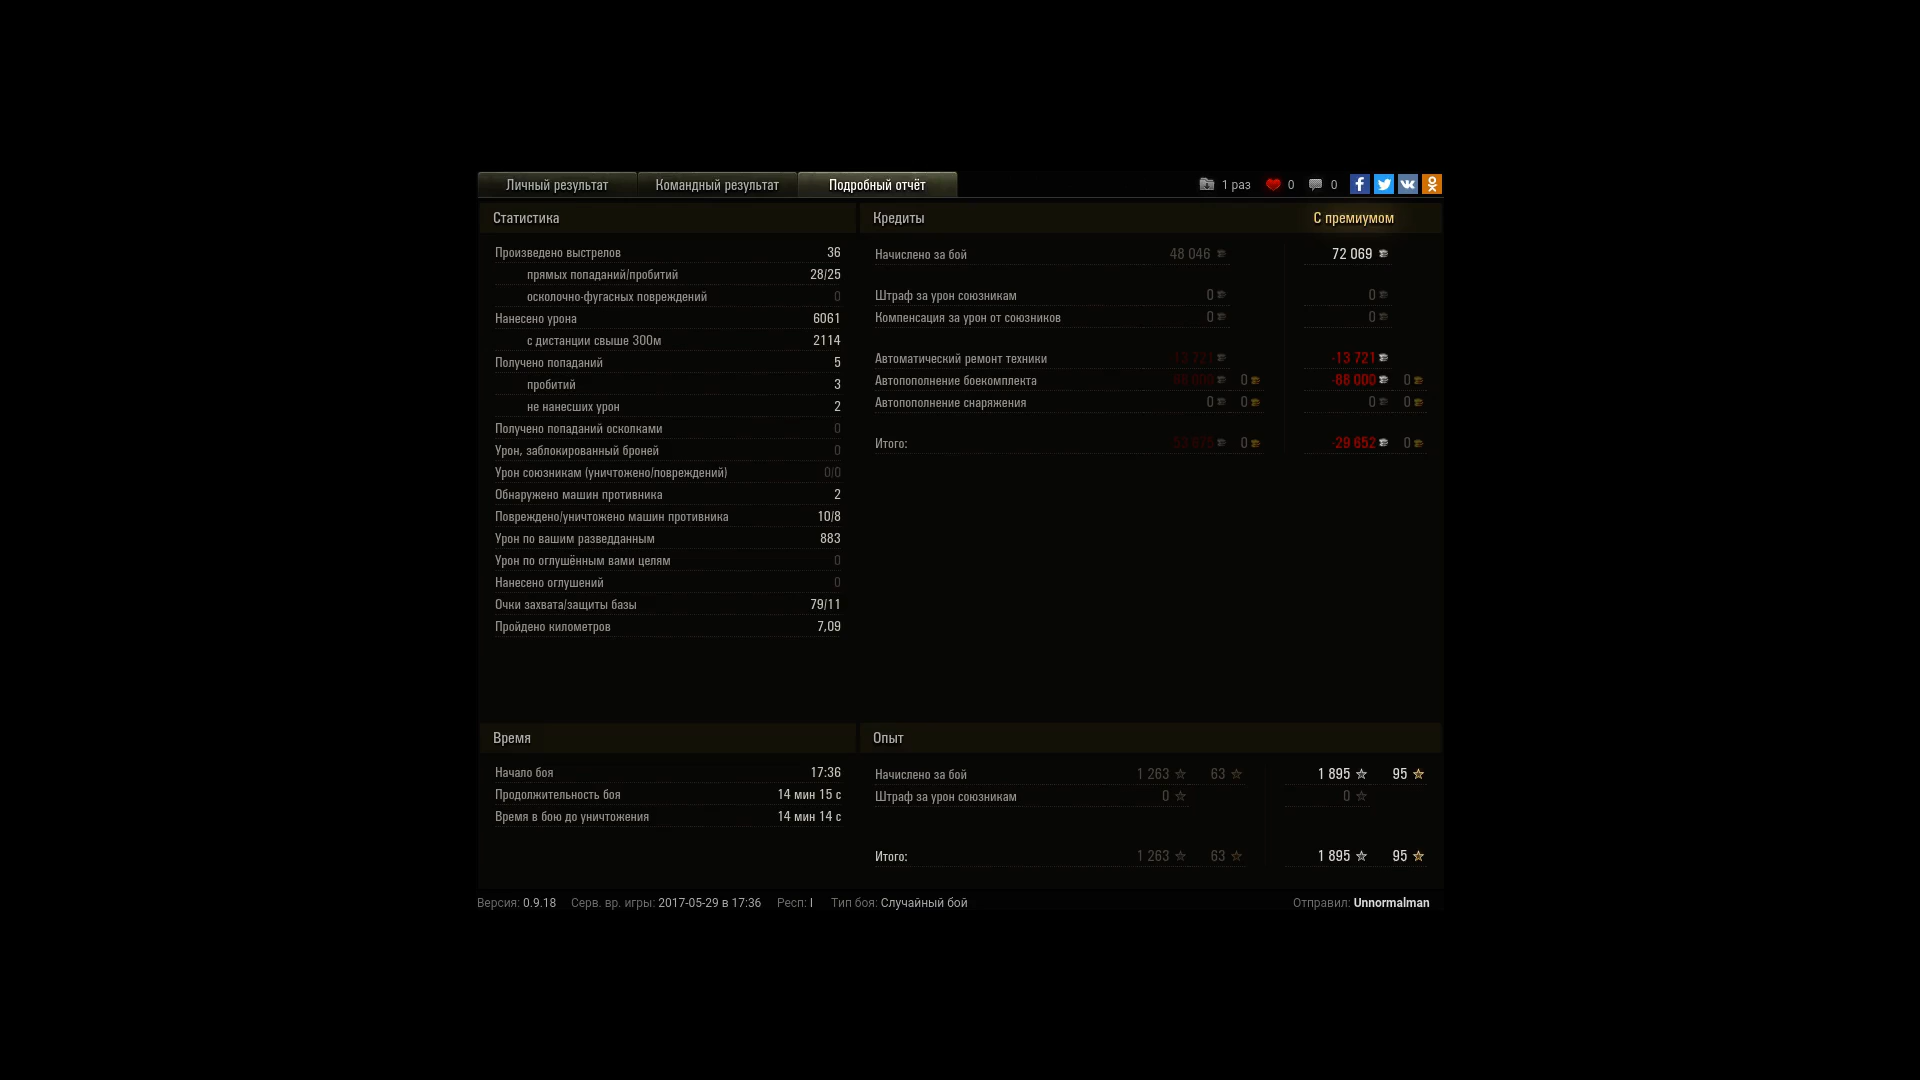 Личный результат Командный результат Подробный отчёт 1 раз 0 0
Статистика
Произведено выстрелов 36
прямых попаданий/пробитий 28/25
осколочно-фугасных повреждений 0
Нанесено урона 6061
с дистанции свыше 300м 2114
Получено попаданий 5
пробитий 3
не нанесших урон 2
Получено попаданий осколками 0
Урон, заблокированный броней 0
Урон союзникам (уничтожено/повреждений) 0/0
Обнаружено машин противника 2
Повреждено/уничтожено машин противника 10/8
Урон по вашим разведданным 883
Урон по оглушённым вами целям 0
Нанесено оглушений 0
Очки захвата/защиты базы 79/11
Пройдено километров 7,09
Кредиты С премиумом
Начислено за бой 48 046 72 069
Штраф за урон союзникам 0 0
Компенсация за урон от союзников 0 0
Автоматический ремонт техники -13 721 -13 721
Автопополнение боекомплекта -88 000 0 -88 000 0
Автопополнение снаряжения 0 0 0 0
Итого: 0 -29 652 0
Время
Начало боя 17:36
Продолжительность боя 14 мин 15 с
Время в бою до уничтожения 14 мин 14 с
Опыт
Начислено за бой 1 263 63 1 895 95
Штраф за урон союзникам 0 0
Итого: 1 263 63 1 895 95
Версия: 0.9.18 Серв. вр. игры: 2017-05-29 в 17:36 Респ: I Тип боя: Случайный бой Отправил: Unnormalman